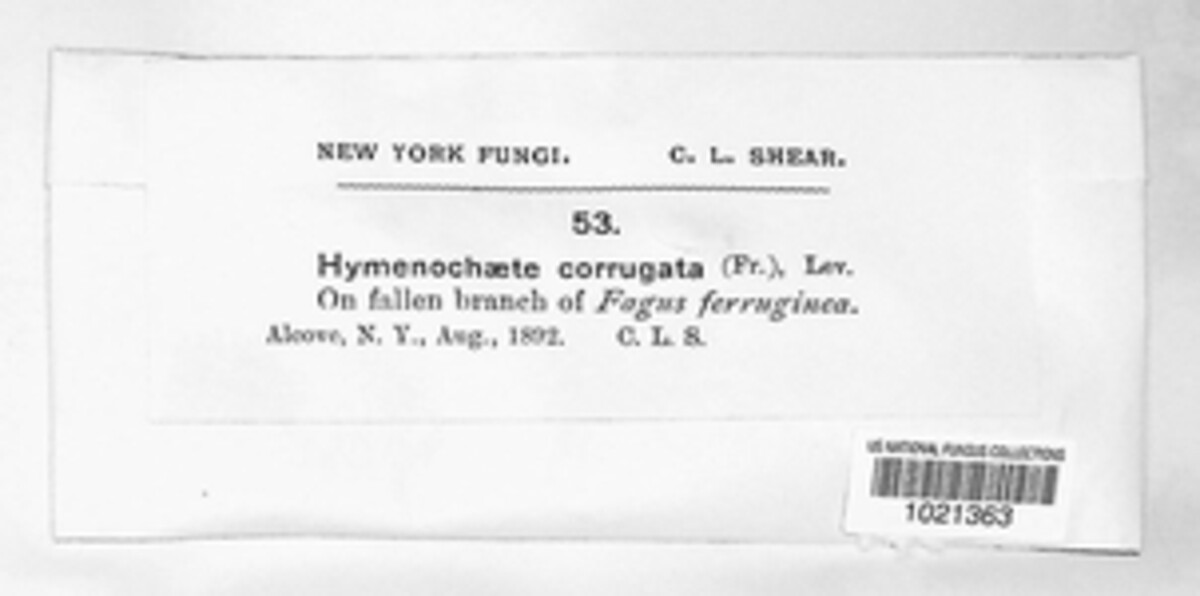 NEW YORK FUNGI. C. L. SHEAR.
53.
Hymenochæte corrugata (Fr.), Lev.
On fallen branch of Fagus ferruginea.
Alcove, N. Y., Aug., 1892. C. L. S.
US NATIONAL FUNGUS COLLECTIONS
1021363